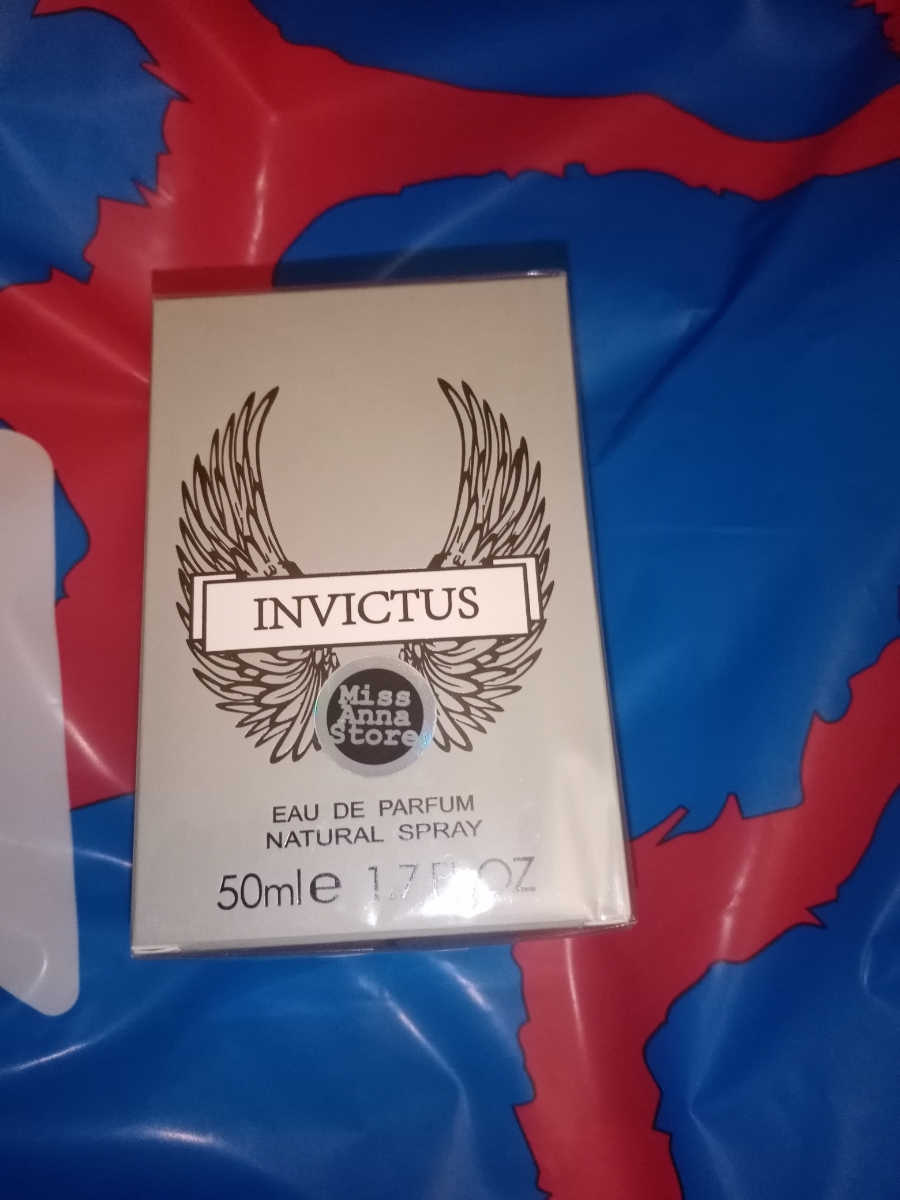 INVICTUS
Miss
Anna
Store
EAU DE PARFUM
NATURAL SPRAY
50ml e 1.7 FL.OZ